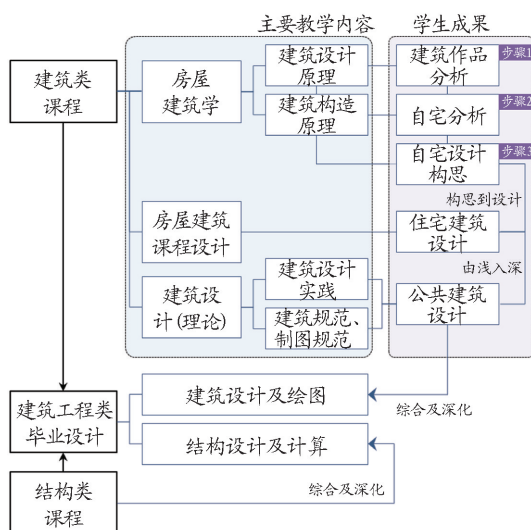 主要教学内容
学生成果
建筑类
课程
房屋
建筑学
建筑设计
原理
建筑构造
原理
建筑作品
分析
步骤1
自宅分析
步骤2
自宅设计
构思
步骤3
构思到设计
房屋建筑
课程设计
住宅建筑
设计
由浅入深
建筑设
计(理论)
建筑设计
实践
建筑规范、
制图规范
公共建筑
设计
建筑工程类
毕业设计
建筑设计及绘图
综合及深化
结构设计及计算
结构类
课程
综合及深化